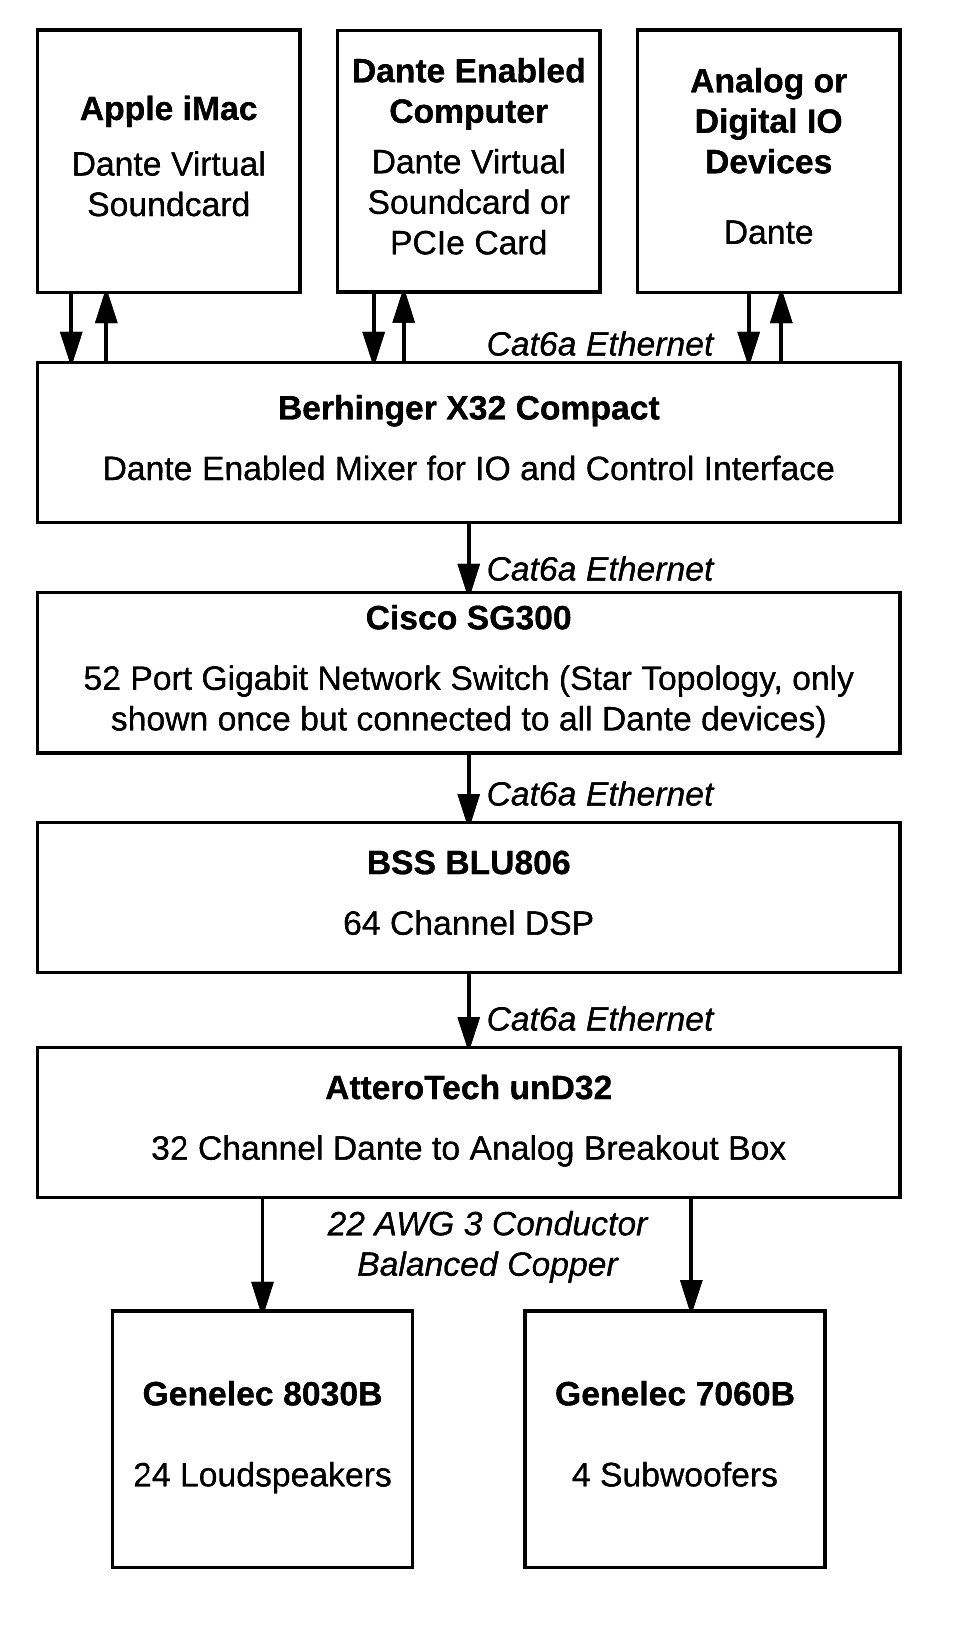 Apple iMac
Dante Virtual
Soundcard
Dante Enabled
Computer
Dante Virtual
Soundcard or
PCIe Card
Analog or
Digital IO
Devices
Dante
Cat6a Ethernet
Berhinger X32 Compact
Dante Enabled Mixer for IO and Control Interface
Cat6a Ethernet
Cisco SG300
52 Port Gigabit Network Switch (Star Topology, only
shown once but connected to all Dante devices)
Cat6a Ethernet
BSS BLU806
64 Channel DSP
Cat6a Ethernet
AtteroTech unD32
32 Channel Dante to Analog Breakout Box
22 AWG 3 Conductor
Balanced Copper
Genelec 8030B
24 Loudspeakers
Genelec 7060B
4 Subwoofers